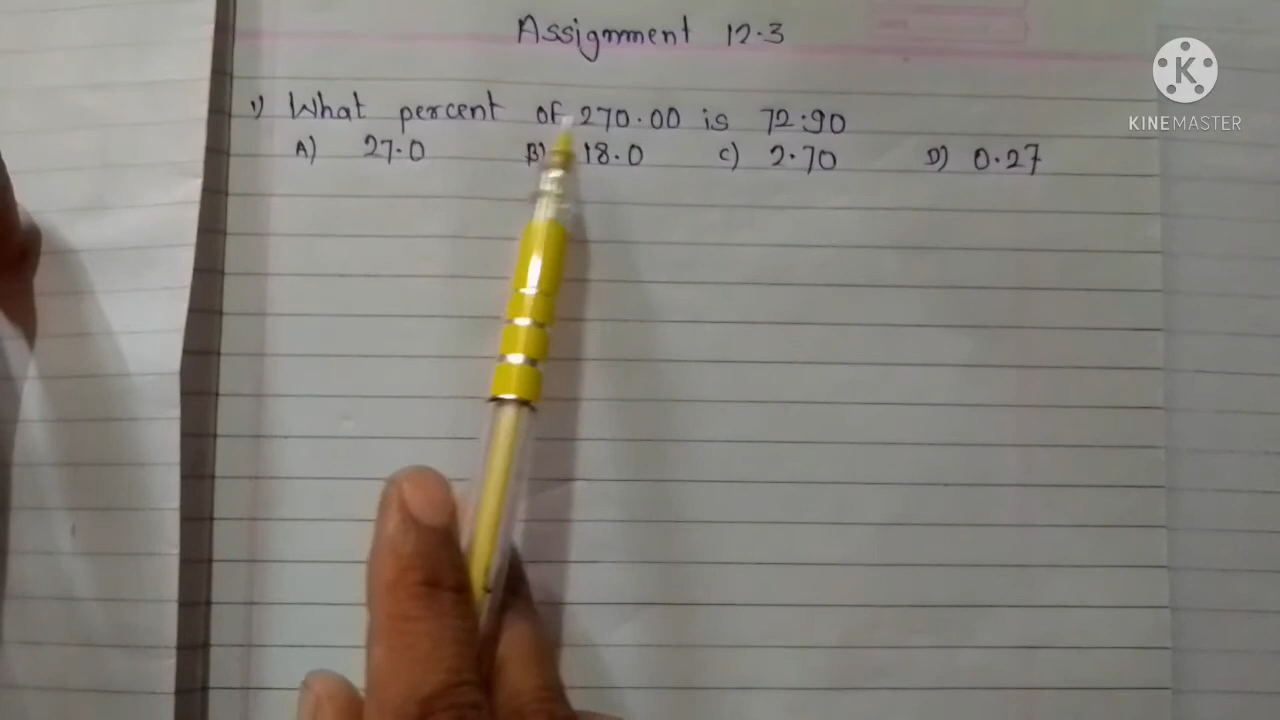 Assignment 12.3
1) What percent of 270.00 is 72.90
A) 27.0 B) 18.0 C) 2.70 D) 0.27
K
KINEMASTER